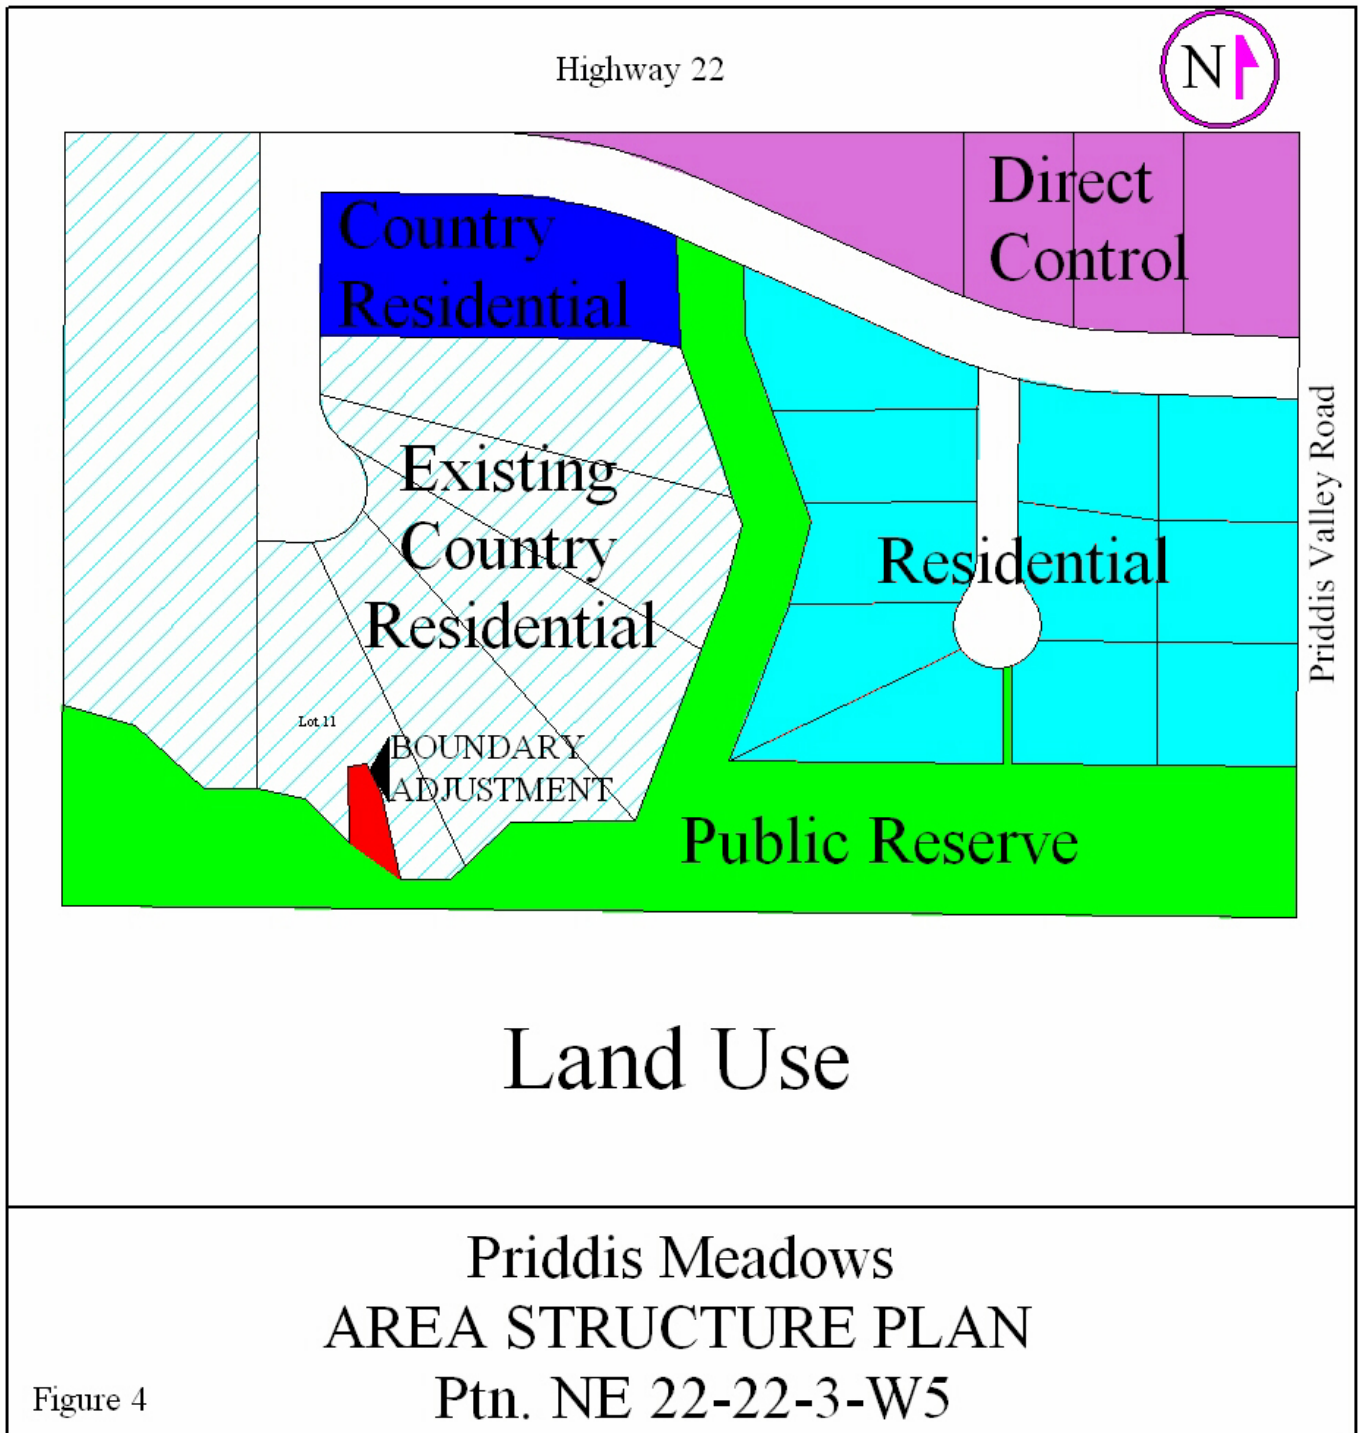 Highway 22
N
Direct
Control
Country
Residential
Existing
Country
Residential
Residential
Priddis Valley Road
Lot 11
BOUNDARY
ADJUSTMENT
Public Reserve
Land Use
Priddis Meadows
AREA STRUCTURE PLAN
Figure 4
Ptn. NE 22-22-3-W5